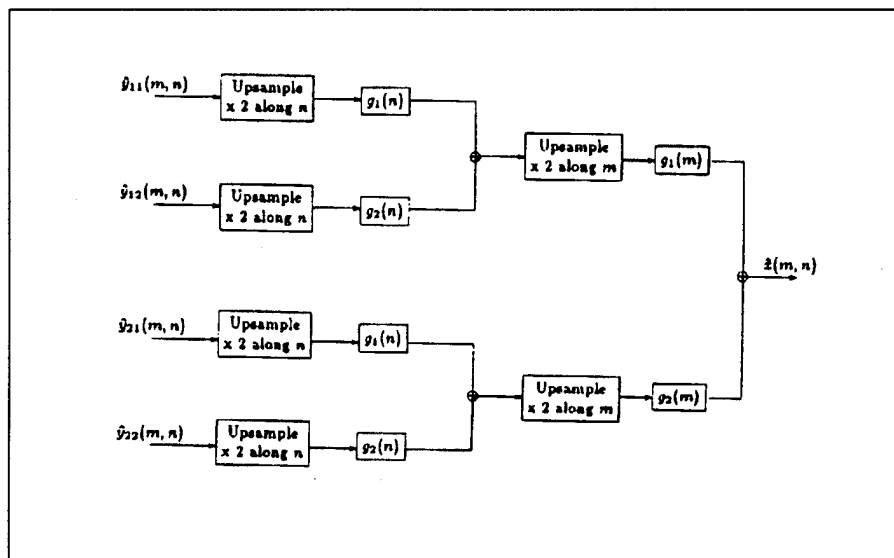 ŷ₁₁(m, n)
Upsample
x 2 along n
g₁(n)
ŷ₁₂(m, n)
Upsample
x 2 along n
g₂(n)
Upsample
x 2 along m
g₁(m)
x̂(m, n)
ŷ₂₁(m, n)
Upsample
x 2 along n
g₁(n)
ŷ₂₂(m, n)
Upsample
x 2 along n
g₂(n)
Upsample
x 2 along m
g₂(m)